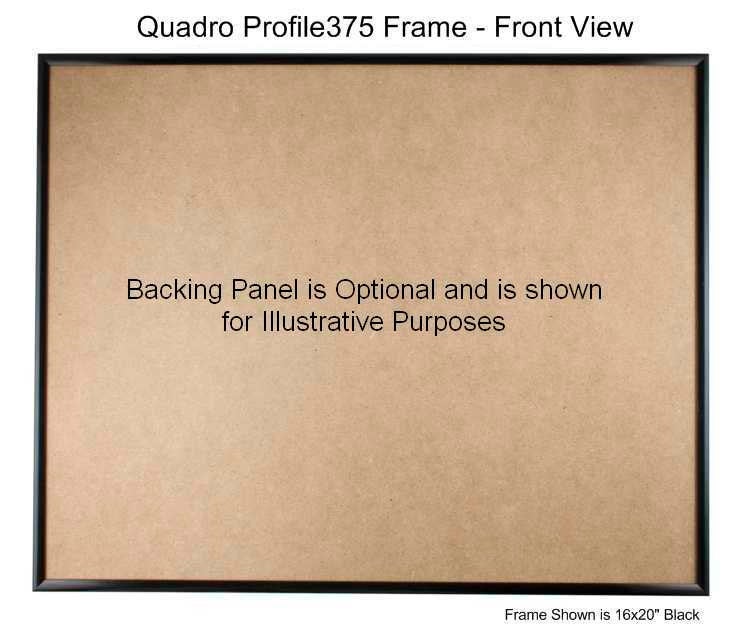 Quadro Profile375 Frame - Front View
Backing Panel is Optional and is shown
for Illustrative Purposes
Frame Shown is 16x20" Black